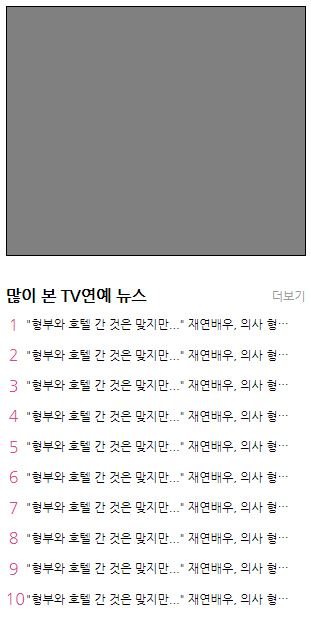 많이 본 TV연예 뉴스 더보기
1 "형부와 호텔 간 것은 맞지만..." 재연배우, 의사 형…
2 "형부와 호텔 간 것은 맞지만..." 재연배우, 의사 형…
3 "형부와 호텔 간 것은 맞지만..." 재연배우, 의사 형…
4 "형부와 호텔 간 것은 맞지만..." 재연배우, 의사 형…
5 "형부와 호텔 간 것은 맞지만..." 재연배우, 의사 형…
6 "형부와 호텔 간 것은 맞지만..." 재연배우, 의사 형…
7 "형부와 호텔 간 것은 맞지만..." 재연배우, 의사 형…
8 "형부와 호텔 간 것은 맞지만..." 재연배우, 의사 형…
9 "형부와 호텔 간 것은 맞지만..." 재연배우, 의사 형…
10 "형부와 호텔 간 것은 맞지만..." 재연배우, 의사 형…